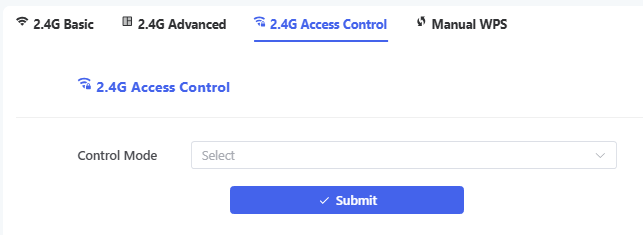 2.4G Basic 2.4G Advanced 2.4G Access Control Manual WPS
2.4G Access Control
Control Mode Select
Submit